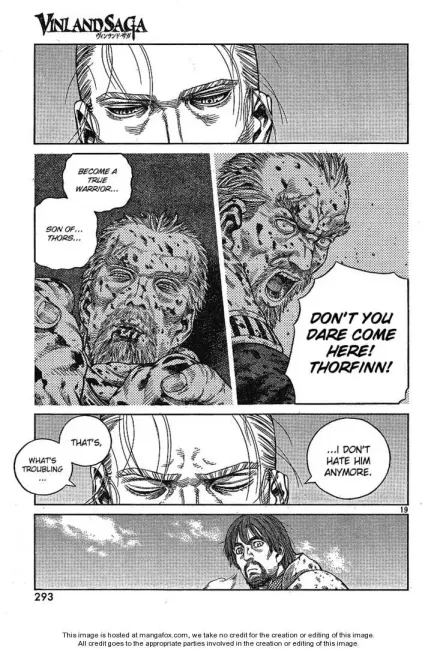 VINLAND SAGA
ヴィンランド・サガ
BECOME A
TRUE
WARRIOR...
SON OF...
THORS...
DON'T YOU
DARE COME
HERE!
THORFINN!
...I DON'T
HATE HIM
ANYMORE.
THAT'S,
WHAT'S
TROUBLING
...
19
293
This image is hosted at mangafox.com, we take no credit for the creation or editing of this image.
All credit goes to the appropriate parties involved in the creation and editing of this image.